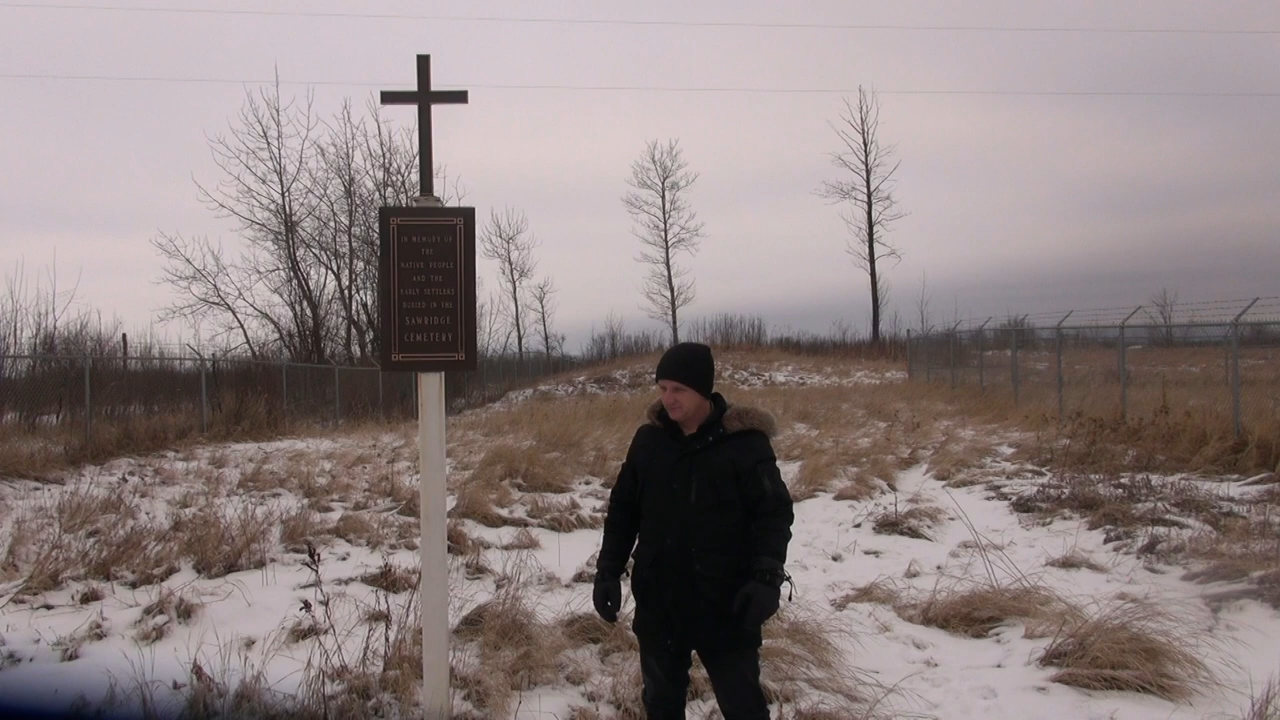 IN MEMORY OF
THE
NATIVE PEOPLE
AND THE
EARLY SETTLERS
BURIED IN THE
SAWRIDGE
CEMETERY